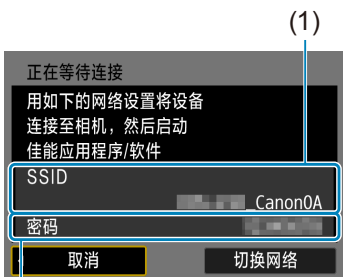 (1)
正在等待连接
用如下的网络设置将设备
连接至相机，然后启动
佳能应用程序/软件
SSID
_Canon0A
密码
取消 切换网络